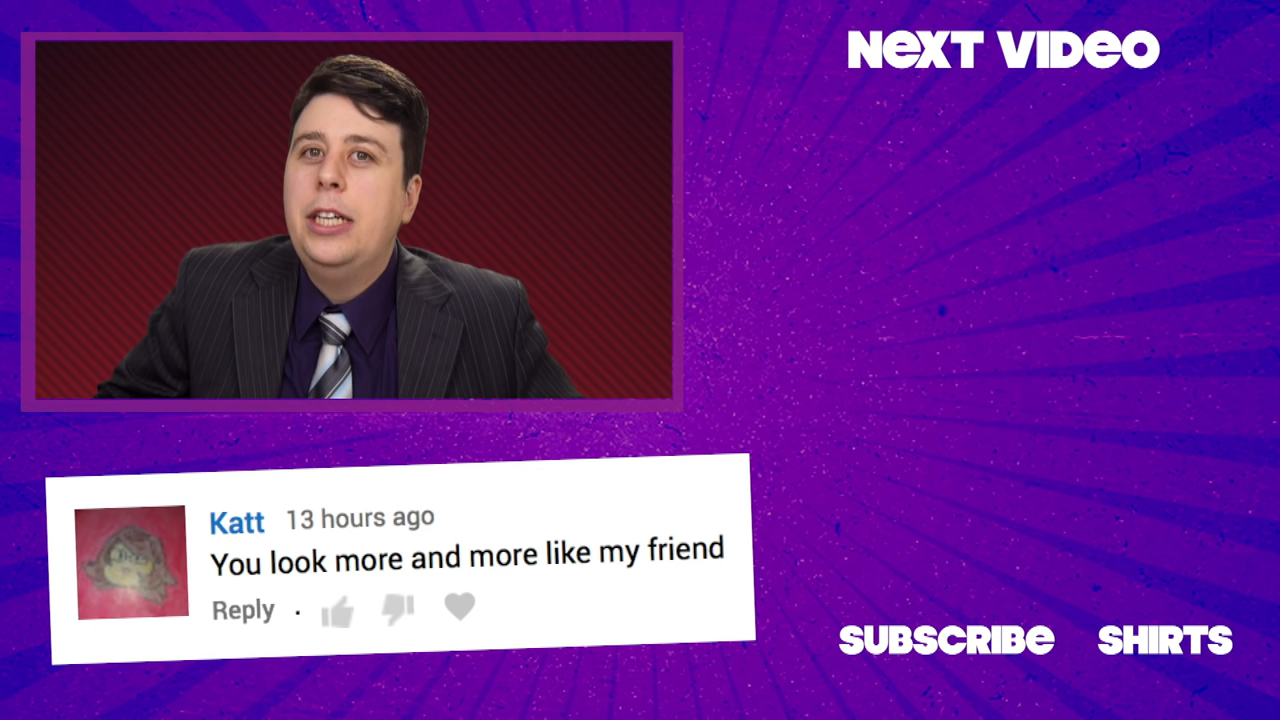 NEXT VIDEO
Katt 13 hours ago
You look more and more like my friend
Reply ·
SUBSCRIBE SHIRTS